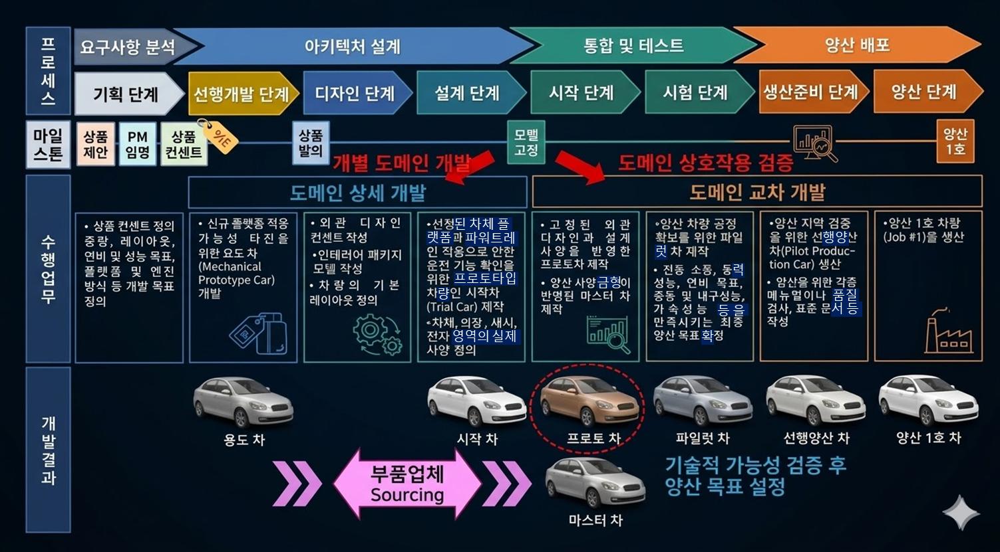 프로세스
요구사항 분석
아키텍처 설계
통합 및 테스트
양산 배포
기획 단계
선행개발 단계
디자인 단계
설계 단계
시작 단계
시험 단계
생산준비 단계
양산 단계
마일
스톤
상품
제안
PM
임명
상품
컨센트
%E
상품
발의
모맬
고정
양산
1호
개별 도메인 개발
도메인 상호작용 검증
도메인 상세 개발
도메인 교차 개발
수행업무
• 상품 컨센트 정의
중량, 레이아웃,
연비 및 성능 목표,
플랫폼 및 엔진
방식 등 개발 목표
징의
• 신규 플랫폼 적용
가능성 타진을
위한 요도 차
(Mechanical
Prototype Car)
개발
• 외관 디자인
컨센트 작성
•인테러어 패키지
모델 작성
• 차량의 기본
레이아웃 정의
•선정된 차체 플
랫폼과 파워트레
인 작용으로 안한
운전 기능 확인을
위한 프로토타입
차량인 시작차
(Trial Car) 제작
•차채, 의장, 새시,
전자 영역의 실제
사양 정의
• 고청된 외관
디자인과 설계
사양을 반영한
프로토차 제작
• 양산 사양금형이
반영된 마스터 차
제작
•양산 차량 공정
확보를 위한 파일
럿 차 제작
• 진동 소퐁, 동력
성능, 연비 목표,
중동 및 내구싱능,
가속성능 등을
만즉시키는 최종
양산 목표확정
•양산 지악 검증
을 위한 선행양산
차(Pilot Produc-
tion Car) 생산
• 양산을 위한 각종
메뉴얼이나 품질
검사, 표준 문서 등
작성
•양산 1호 차량
(Job #1)을 생산
개발결과
용도 차
시작 차
프로토 차
파일럿 차
선행양산 차
양산 1호 차
부품업체
Sourcing
마스터 차
기술적 가능성 검증 후
양산 목표 설정